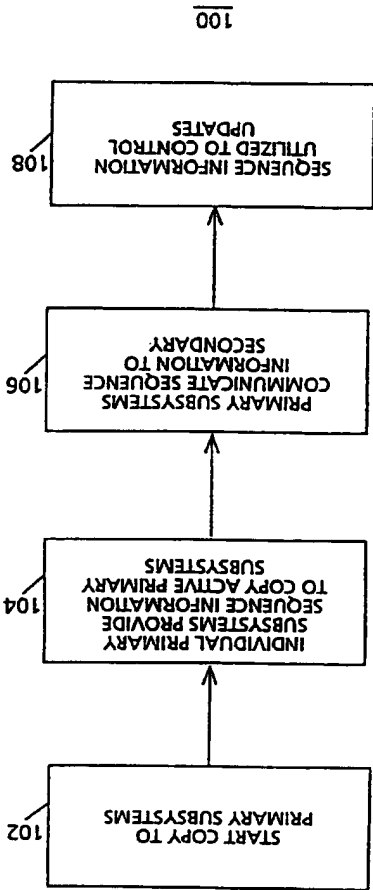 102
START COPY TO
PRIMARY SUBSYSTEMS
104
INDIVIDUAL PRIMARY
SUBSYSTEMS PROVIDE
SEQUENCE INFORMATION
TO COPY ACTIVE PRIMARY
SUBSYSTEMS
106
PRIMARY SUBSYSTEMS
COMMUNICATE SEQUENCE
INFORMATION TO
SECONDARY
108
SEQUENCE INFORMATION
UTILIZED TO CONTROL
UPDATES
100